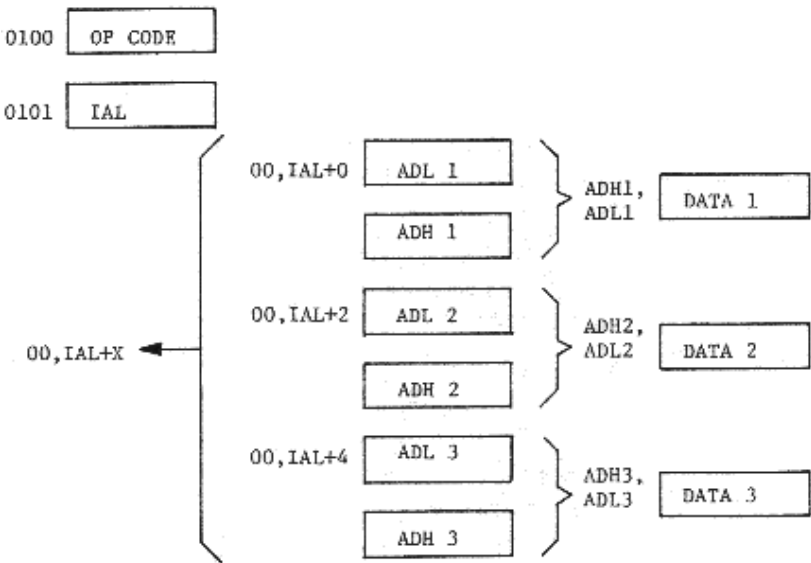 0100 OP CODE
0101 IAL
00,IAL+0 ADL 1
ADH 1
ADH1,
ADL1
DATA 1
00,IAL+2 ADL 2
ADH 2
ADH2,
ADL2
DATA 2
00,IAL+X
00,IAL+4 ADL 3
ADH 3
ADH3,
ADL3
DATA 3